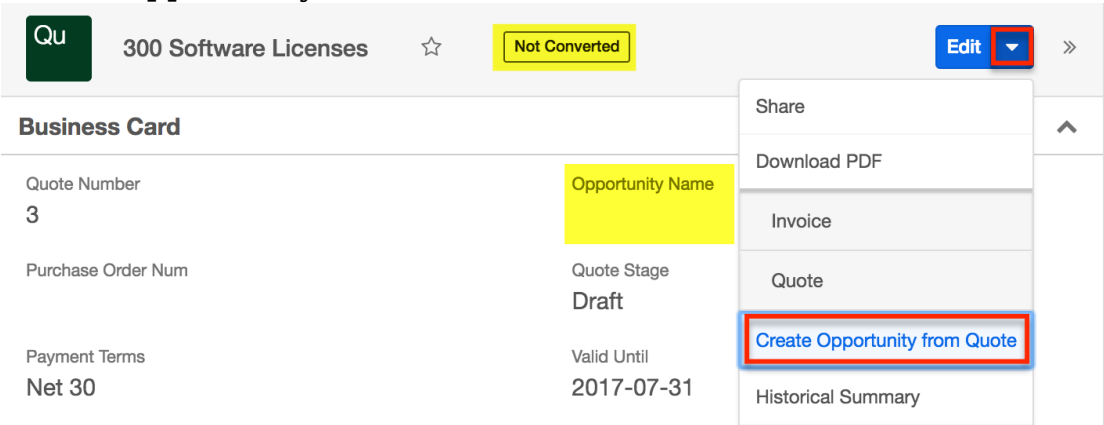 Qu
300 Software Licenses
Not Converted
Edit
Share
Business Card
Download PDF
Quote Number
Opportunity Name
3
Invoice
Purchase Order Num
Quote Stage
Quote
Draft
Create Opportunity from Quote
Payment Terms
Valid Until
Net 30
2017-07-31
Historical Summary